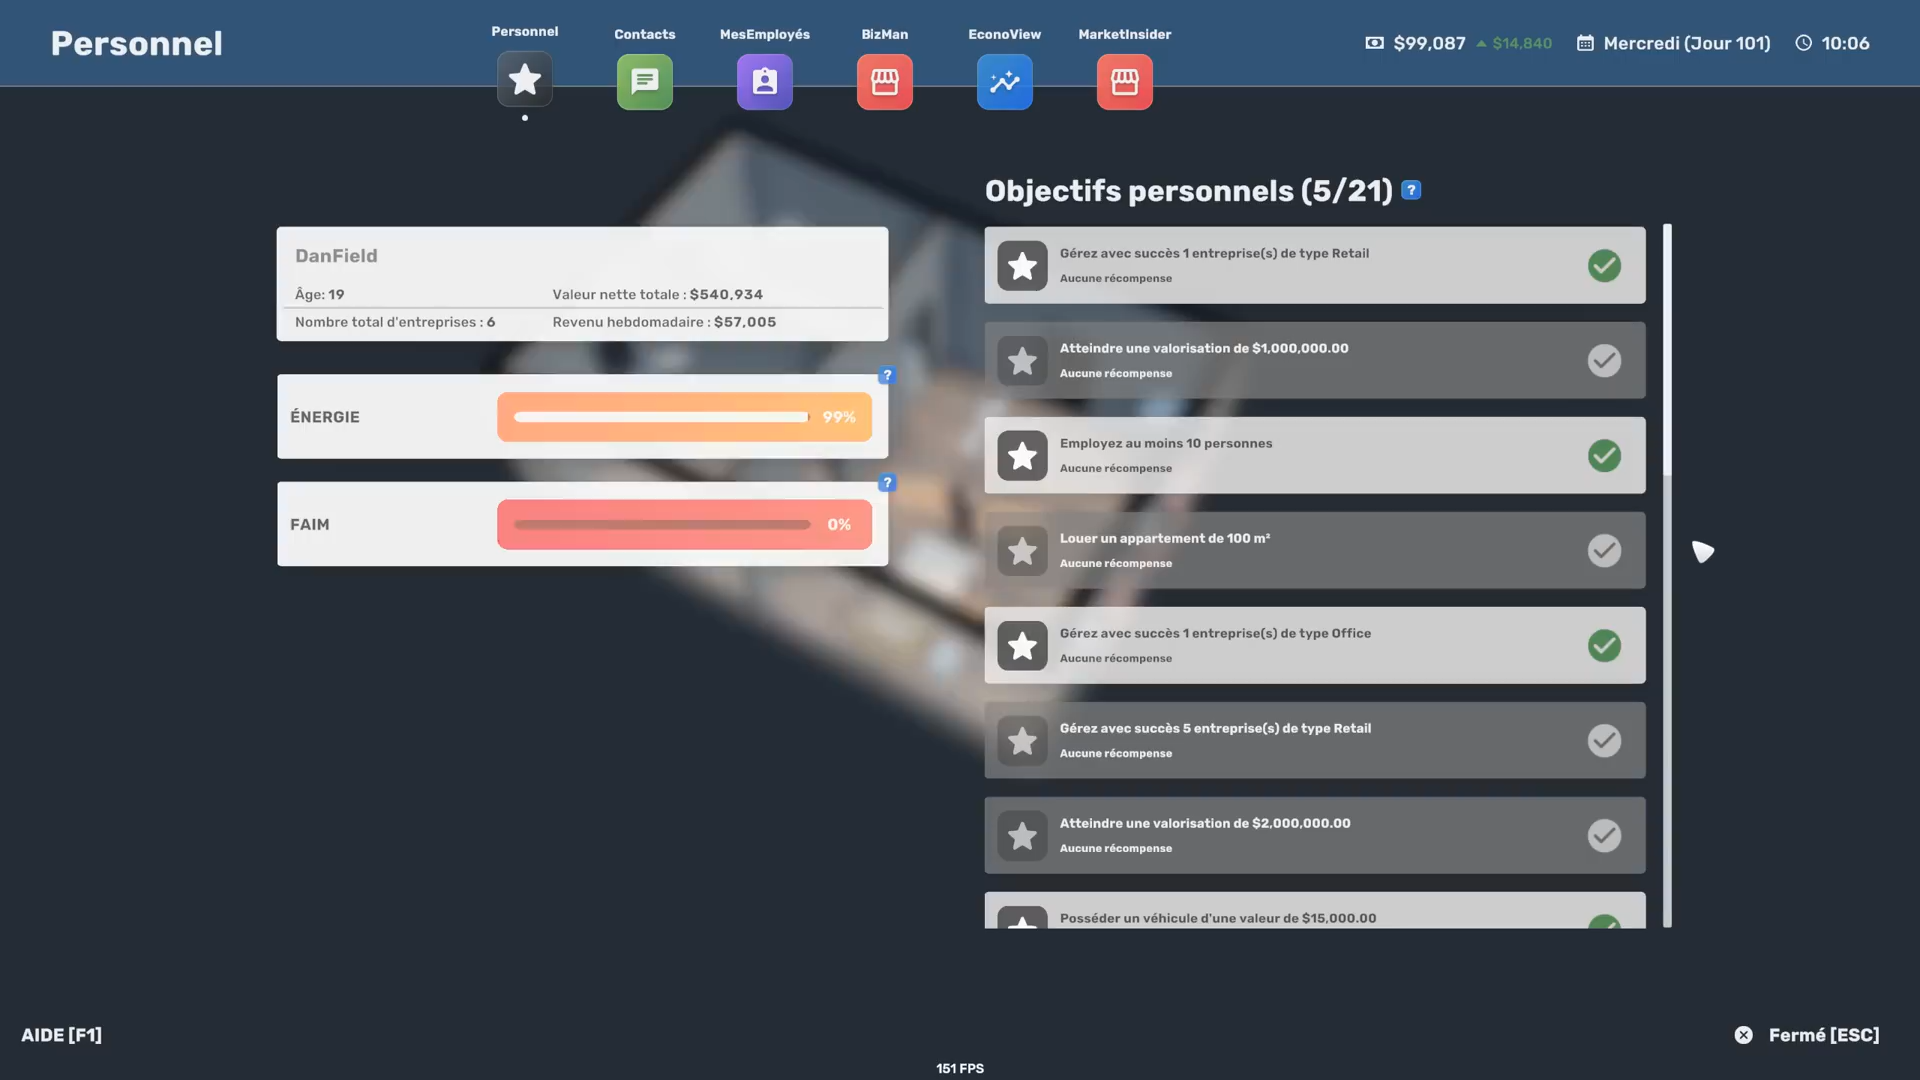 Personnel
Personnel
Contacts
MesEmployés
BizMan
EconoView
MarketInsider
$99,087
$14,840
Mercredi (Jour 101)
10:06
DanField
Âge: 19
Valeur nette totale : $540,934
Nombre total d'entreprises : 6
Revenu hebdomadaire : $57,005
?
ÉNERGIE
99%
?
FAIM
0%
Objectifs personnels (5/21) ?
Gérez avec succès 1 entreprise(s) de type Retail
Aucune récompense
Atteindre une valorisation de $1,000,000.00
Aucune récompense
Employez au moins 10 personnes
Aucune récompense
Louer un appartement de 100 m²
Aucune récompense
Gérez avec succès 1 entreprise(s) de type Office
Aucune récompense
Gérez avec succès 5 entreprise(s) de type Retail
Aucune récompense
Atteindre une valorisation de $2,000,000.00
Aucune récompense
Posséder un véhicule d'une valeur de $15,000.00
AIDE [F1]
Fermé [ESC]
151 FPS